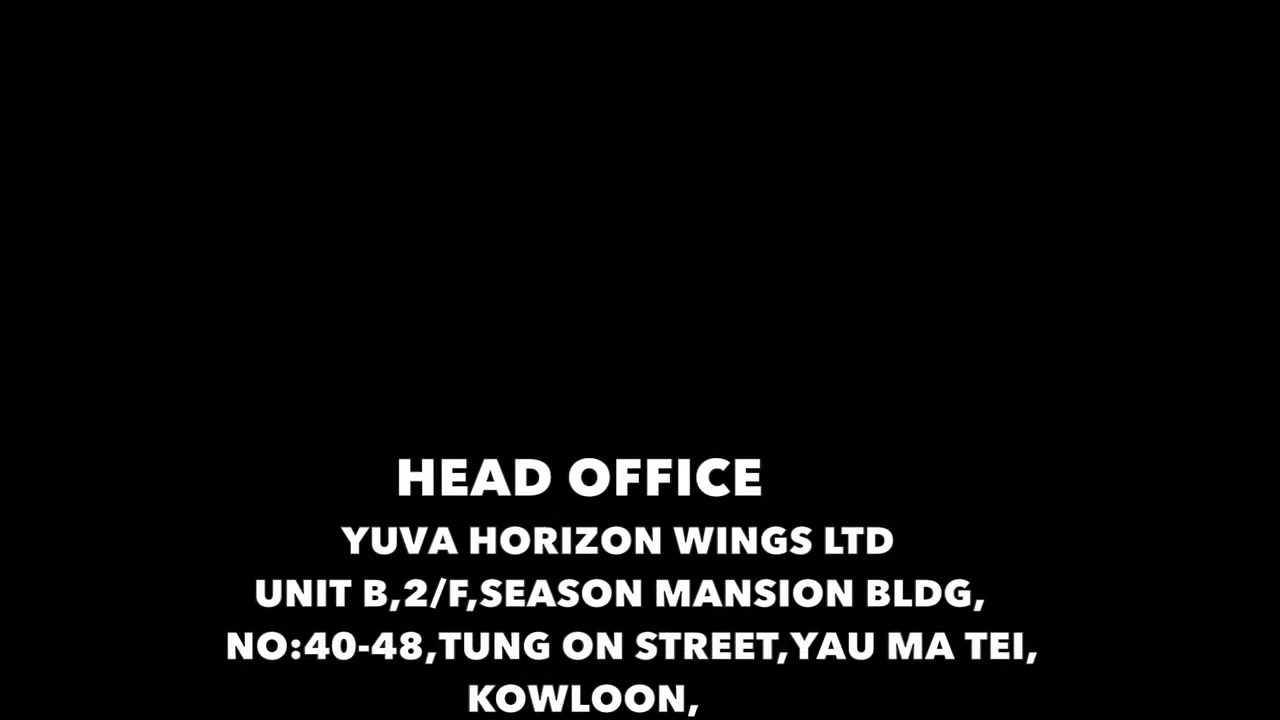 HEAD OFFICE
YUVA HORIZON WINGS LTD
UNIT B,2/F,SEASON MANSION BLDG,
NO:40-48,TUNG ON STREET,YAU MA TEI,
KOWLOON,